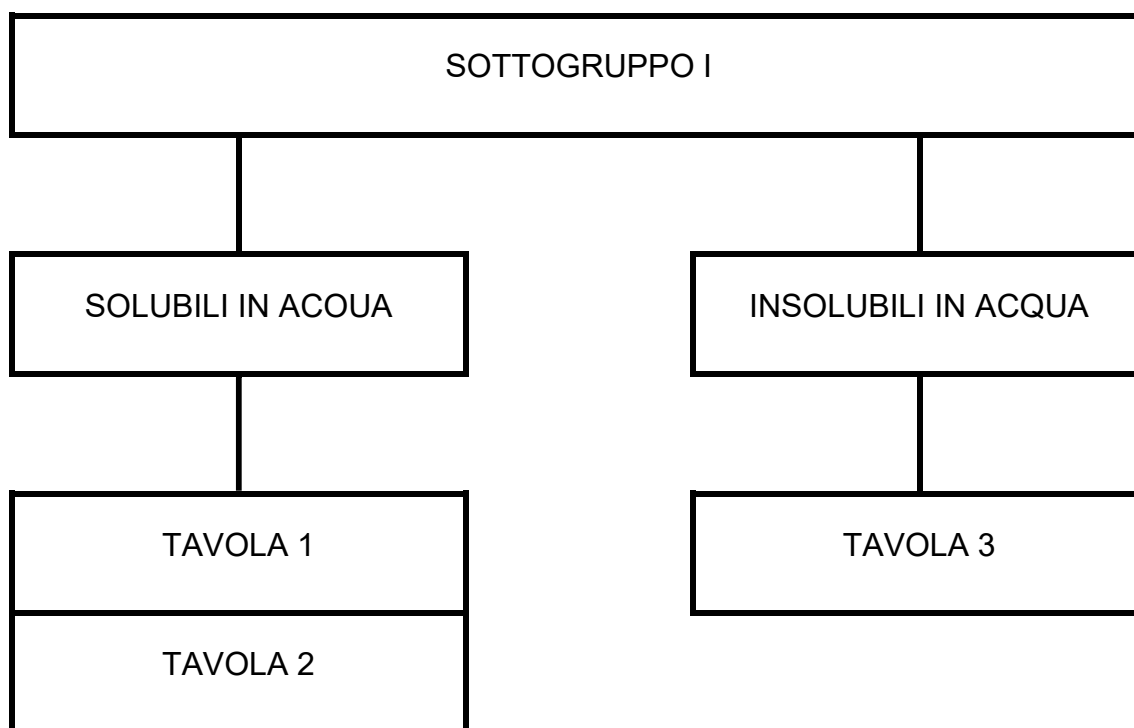 SOTTOGRUPPO I
SOLUBILI IN ACOUA
INSOLUBILI IN ACQUA
TAVOLA 1
TAVOLA 3
TAVOLA 2